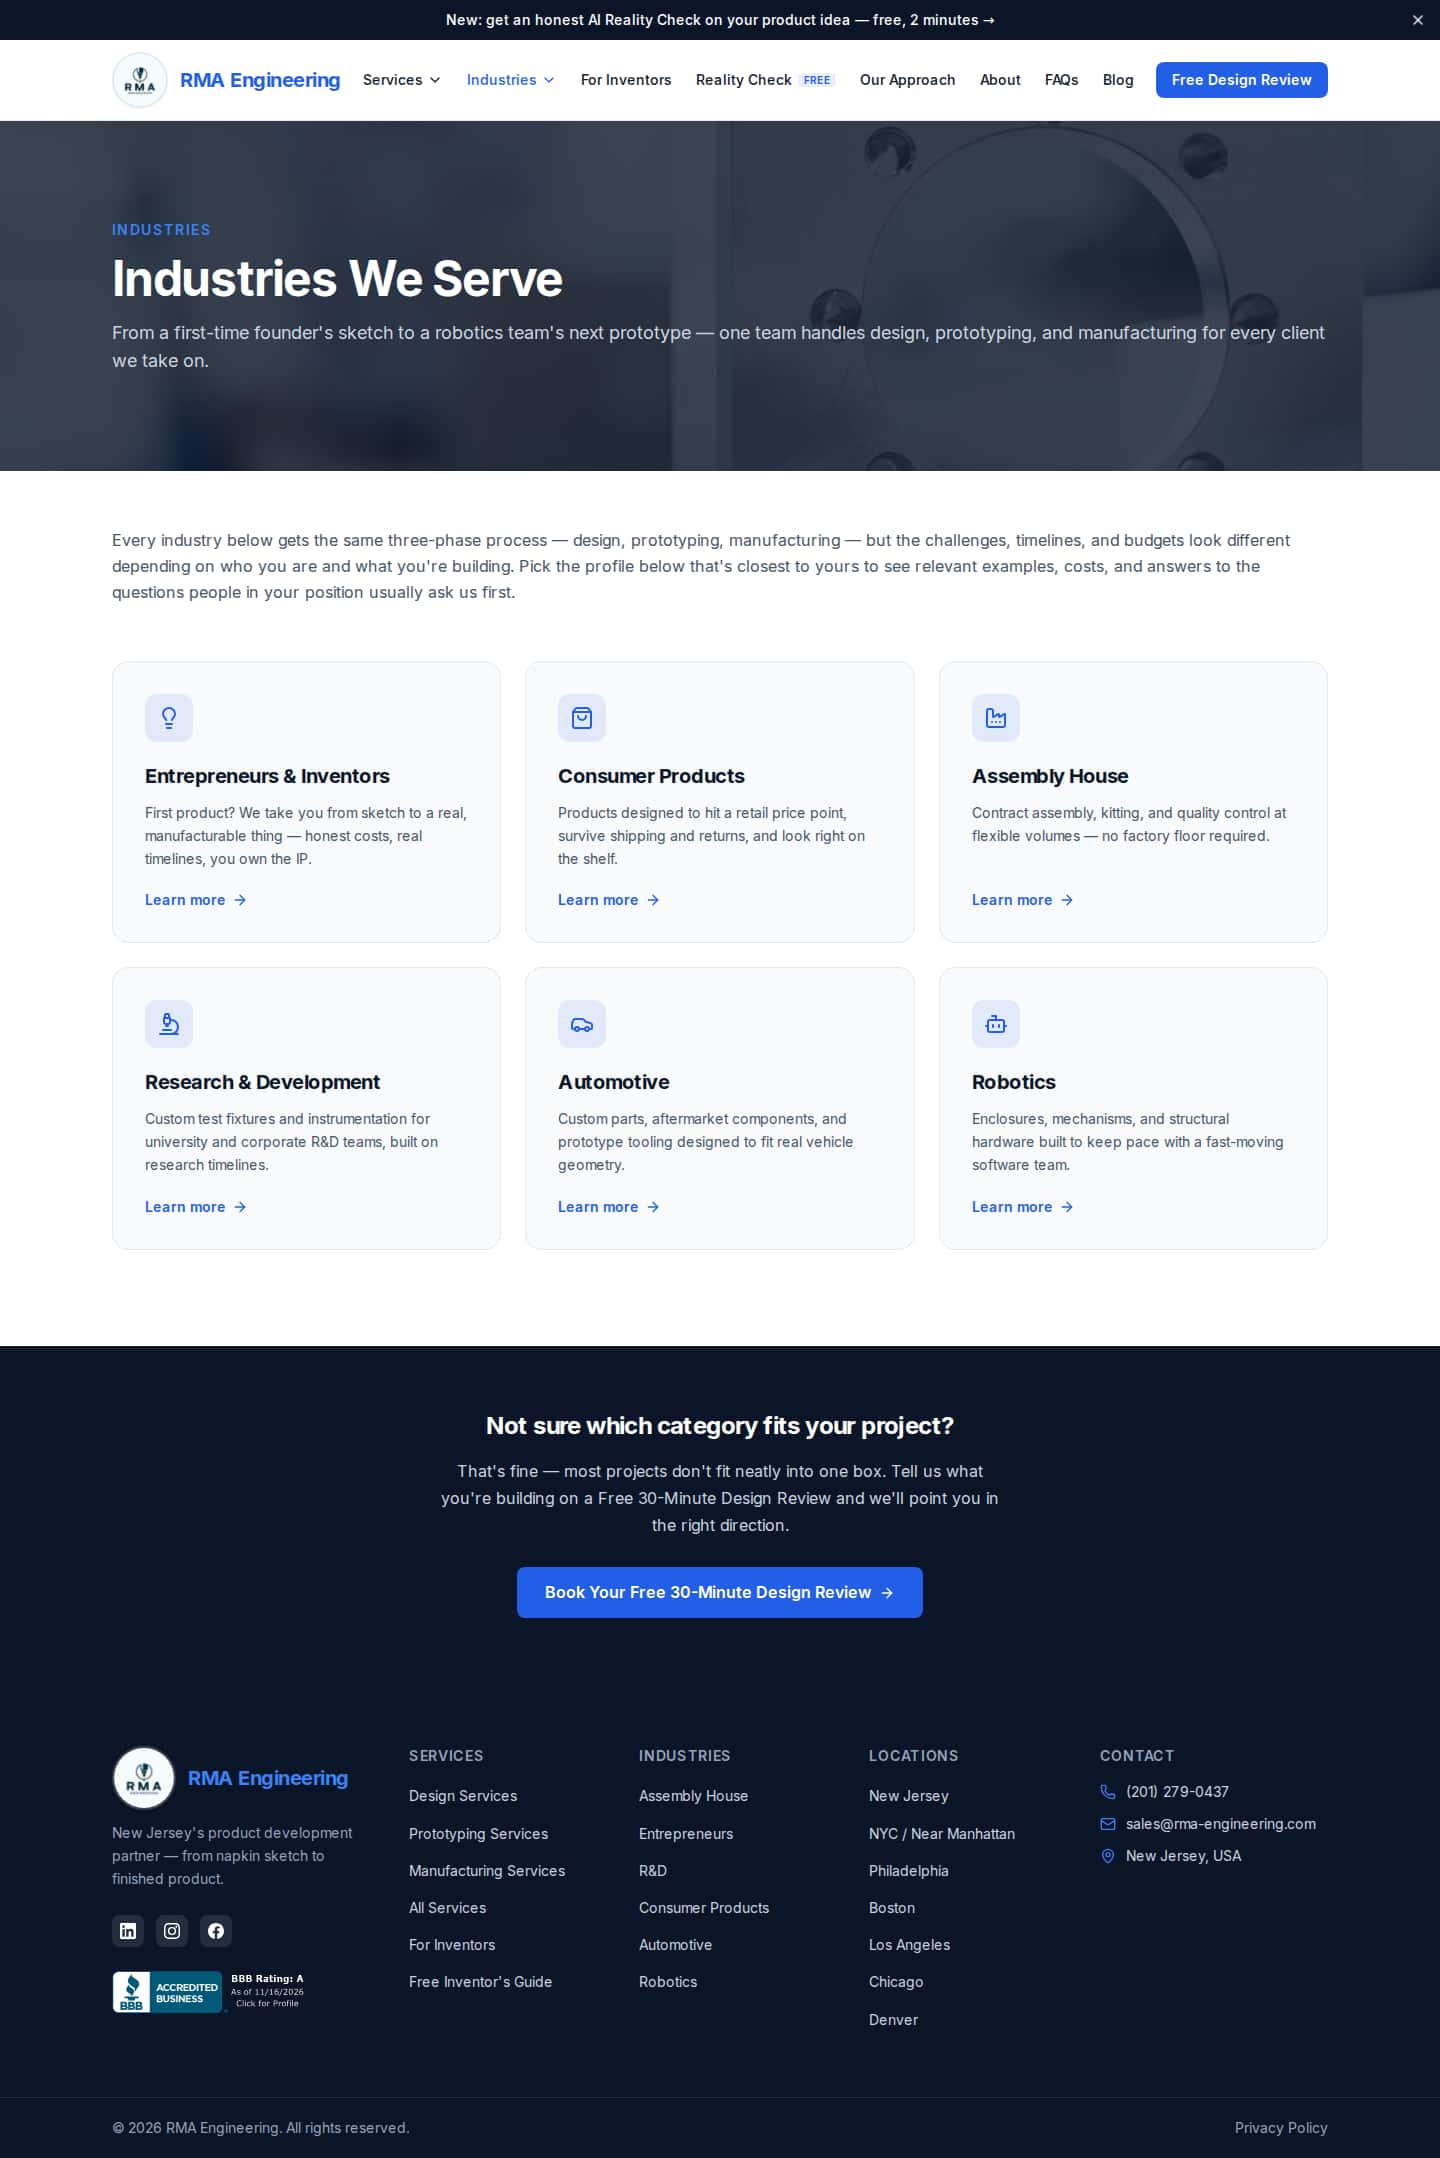 New: get an honest AI Reality Check on your product idea — free, 2 minutes →
RMA
RMA Engineering
Services
Industries
For Inventors
Reality Check FREE
Our Approach
About
FAQs
Blog
Free Design Review
INDUSTRIES
Industries We Serve
From a first-time founder's sketch to a robotics team's next prototype — one team handles design, prototyping, and manufacturing for every client
we take on.
Every industry below gets the same three-phase process — design, prototyping, manufacturing — but the challenges, timelines, and budgets look different
depending on who you are and what you're building. Pick the profile below that's closest to yours to see relevant examples, costs, and answers to the
questions people in your position usually ask us first.
Entrepreneurs & Inventors
First product? We take you from sketch to a real,
manufacturable thing — honest costs, real
timelines, you own the IP.
Learn more →
Consumer Products
Products designed to hit a retail price point,
survive shipping and returns, and look right on
the shelf.
Learn more →
Assembly House
Contract assembly, kitting, and quality control at
flexible volumes — no factory floor required.
Learn more →
Research & Development
Custom test fixtures and instrumentation for
university and corporate R&D teams, built on
research timelines.
Learn more →
Automotive
Custom parts, aftermarket components, and
prototype tooling designed to fit real vehicle
geometry.
Learn more →
Robotics
Enclosures, mechanisms, and structural
hardware built to keep pace with a fast-moving
software team.
Learn more →
Not sure which category fits your project?
That's fine — most projects don't fit neatly into one box. Tell us what
you're building on a Free 30-Minute Design Review and we'll point you in
the right direction.
Book Your Free 30-Minute Design Review →
RMA
RMA Engineering
New Jersey's product development
partner — from napkin sketch to
finished product.
BBB
ACCREDITED
BUSINESS
BBB Rating: A
As of 11/16/2026
Click for Profile
SERVICES
Design Services
Prototyping Services
Manufacturing Services
All Services
For Inventors
Free Inventor's Guide
INDUSTRIES
Assembly House
Entrepreneurs
R&D
Consumer Products
Automotive
Robotics
LOCATIONS
New Jersey
NYC / Near Manhattan
Philadelphia
Boston
Los Angeles
Chicago
Denver
CONTACT
(201) 279-0437
sales@rma-engineering.com
New Jersey, USA
© 2026 RMA Engineering. All rights reserved.
Privacy Policy